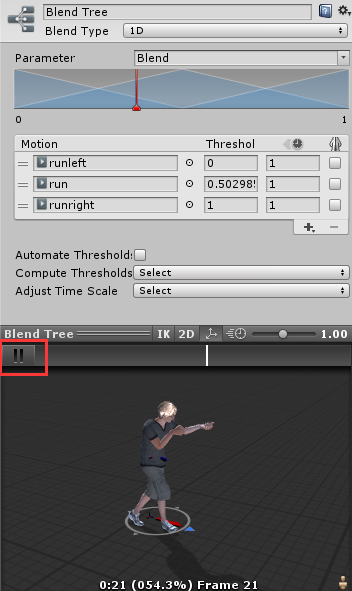 Blend Tree
Blend Type 1D
Parameter Blend
0 1
Motion Threshol
runleft 0 1
run 0.50298 1
runright 1 1
Automate Threshold:
Compute Thresholds Select
Adjust Time Scale Select
Blend Tree IK 2D 1.00
0:21 (054.3%) Frame 21